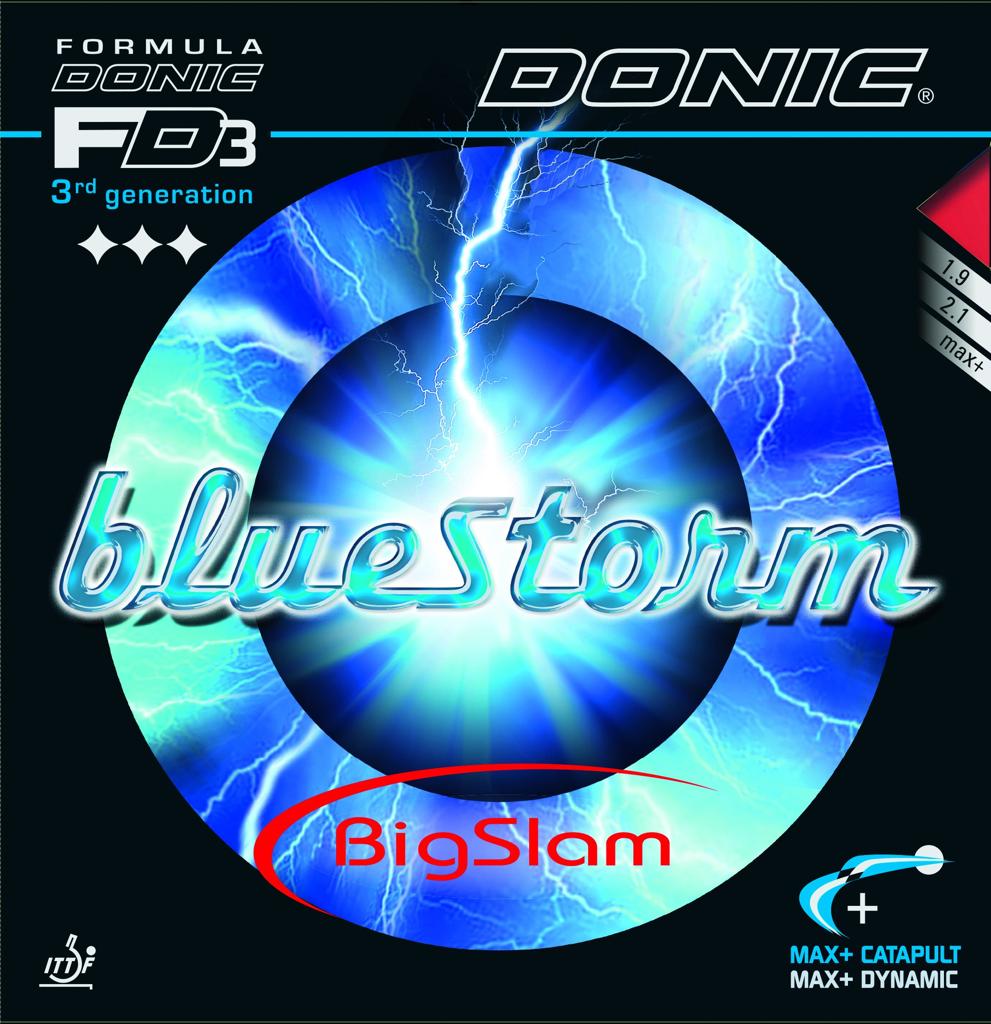 FORMULA
DONIC
DONIC®
FD3
3rd generation
1.9
2.1
max+
bluestorm
BigSlam
ITTF
+
MAX+ CATAPULT
MAX+ DYNAMIC